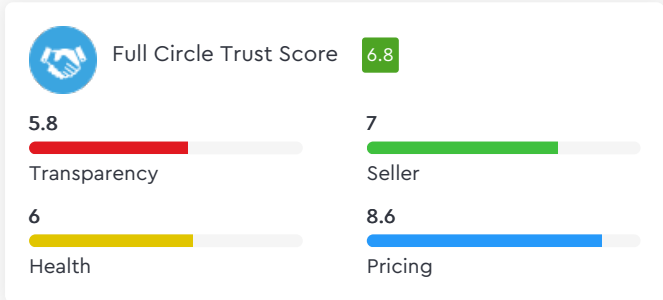 Full Circle Trust Score 6.8
5.8
Transparency
7
Seller
6
Health
8.6
Pricing